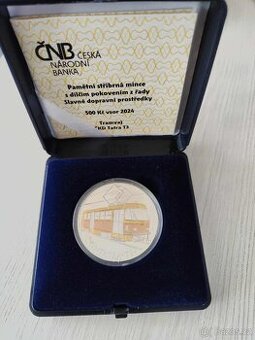 ČNB ČESKÁ
NÁRODNÍ
BANKA
Pamětní stříbrná mince
s dílčím pokovením z řady
Slavné dopravní prostředky
500 Kč vzor 2024
Tramvaj
ČKD Tatra T3